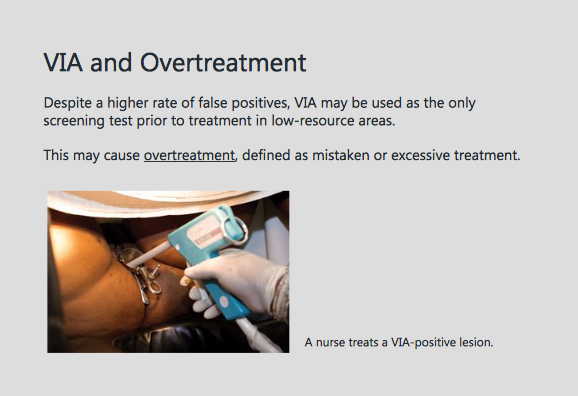 VIA and Overtreatment
Despite a higher rate of false positives, VIA may be used as the only
screening test prior to treatment in low-resource areas.
This may cause overtreatment, defined as mistaken or excessive treatment.
A nurse treats a VIA-positive lesion.